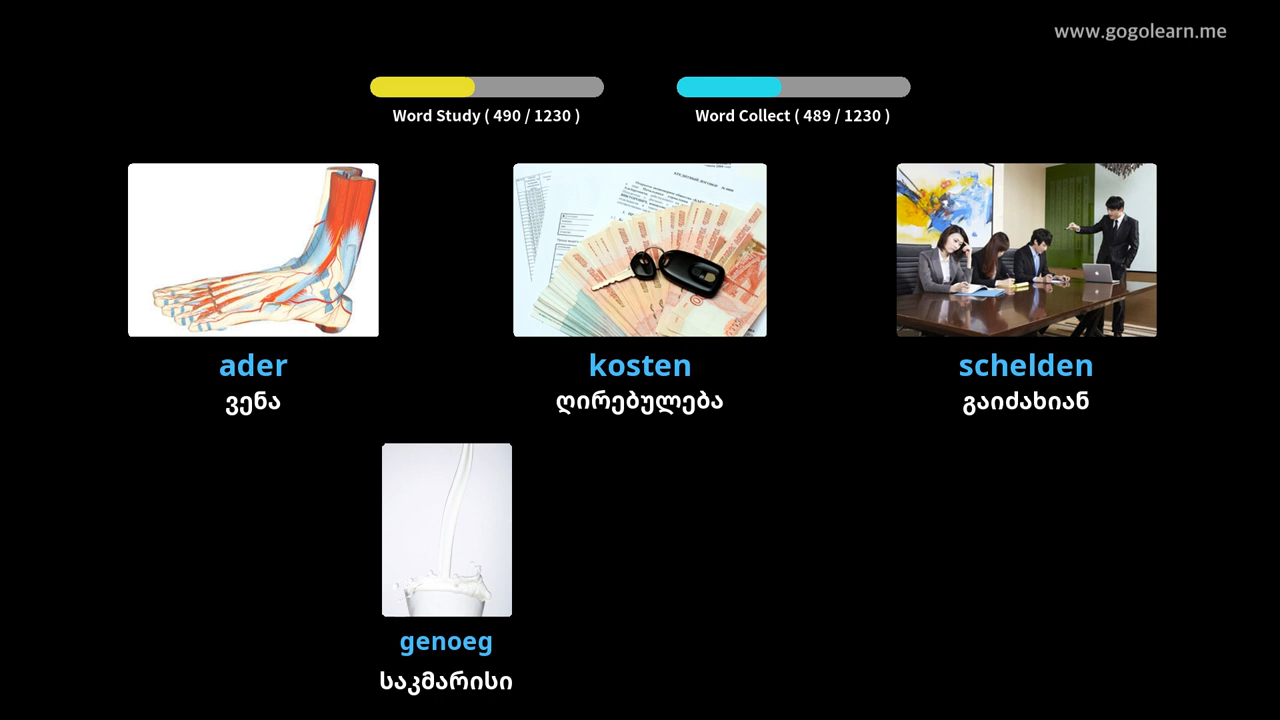 www.gogolearn.me
Word Study ( 490 / 1230 )
Word Collect ( 489 / 1230 )
ader
ვენა
kosten
ღირებულება
schelden
გაიძახიან
genoeg
საკმარისი